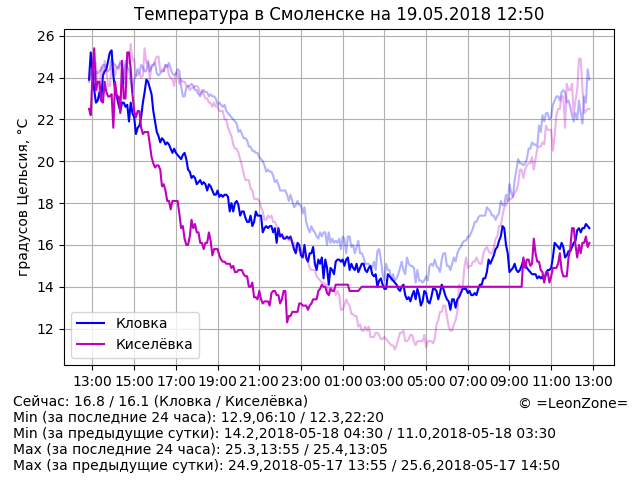 Температура в Смоленске на 19.05.2018 12:50
градусов Цельсия, °C
26
24
22
20
18
16
14
12
Кловка
Киселёвка
13:00 15:00 17:00 19:00 21:00 23:00 01:00 03:00 05:00 07:00 09:00 11:00 13:00
Сейчас: 16.8 / 16.1 (Кловка / Киселёвка)
© =LeonZone=
Min (за последние 24 часа): 12.9,06:10 / 12.3,22:20
Min (за предыдущие сутки): 14.2,2018-05-18 04:30 / 11.0,2018-05-18 03:30
Max (за последние 24 часа): 25.3,13:55 / 25.4,13:05
Max (за предыдущие сутки): 24.9,2018-05-17 13:55 / 25.6,2018-05-17 14:50